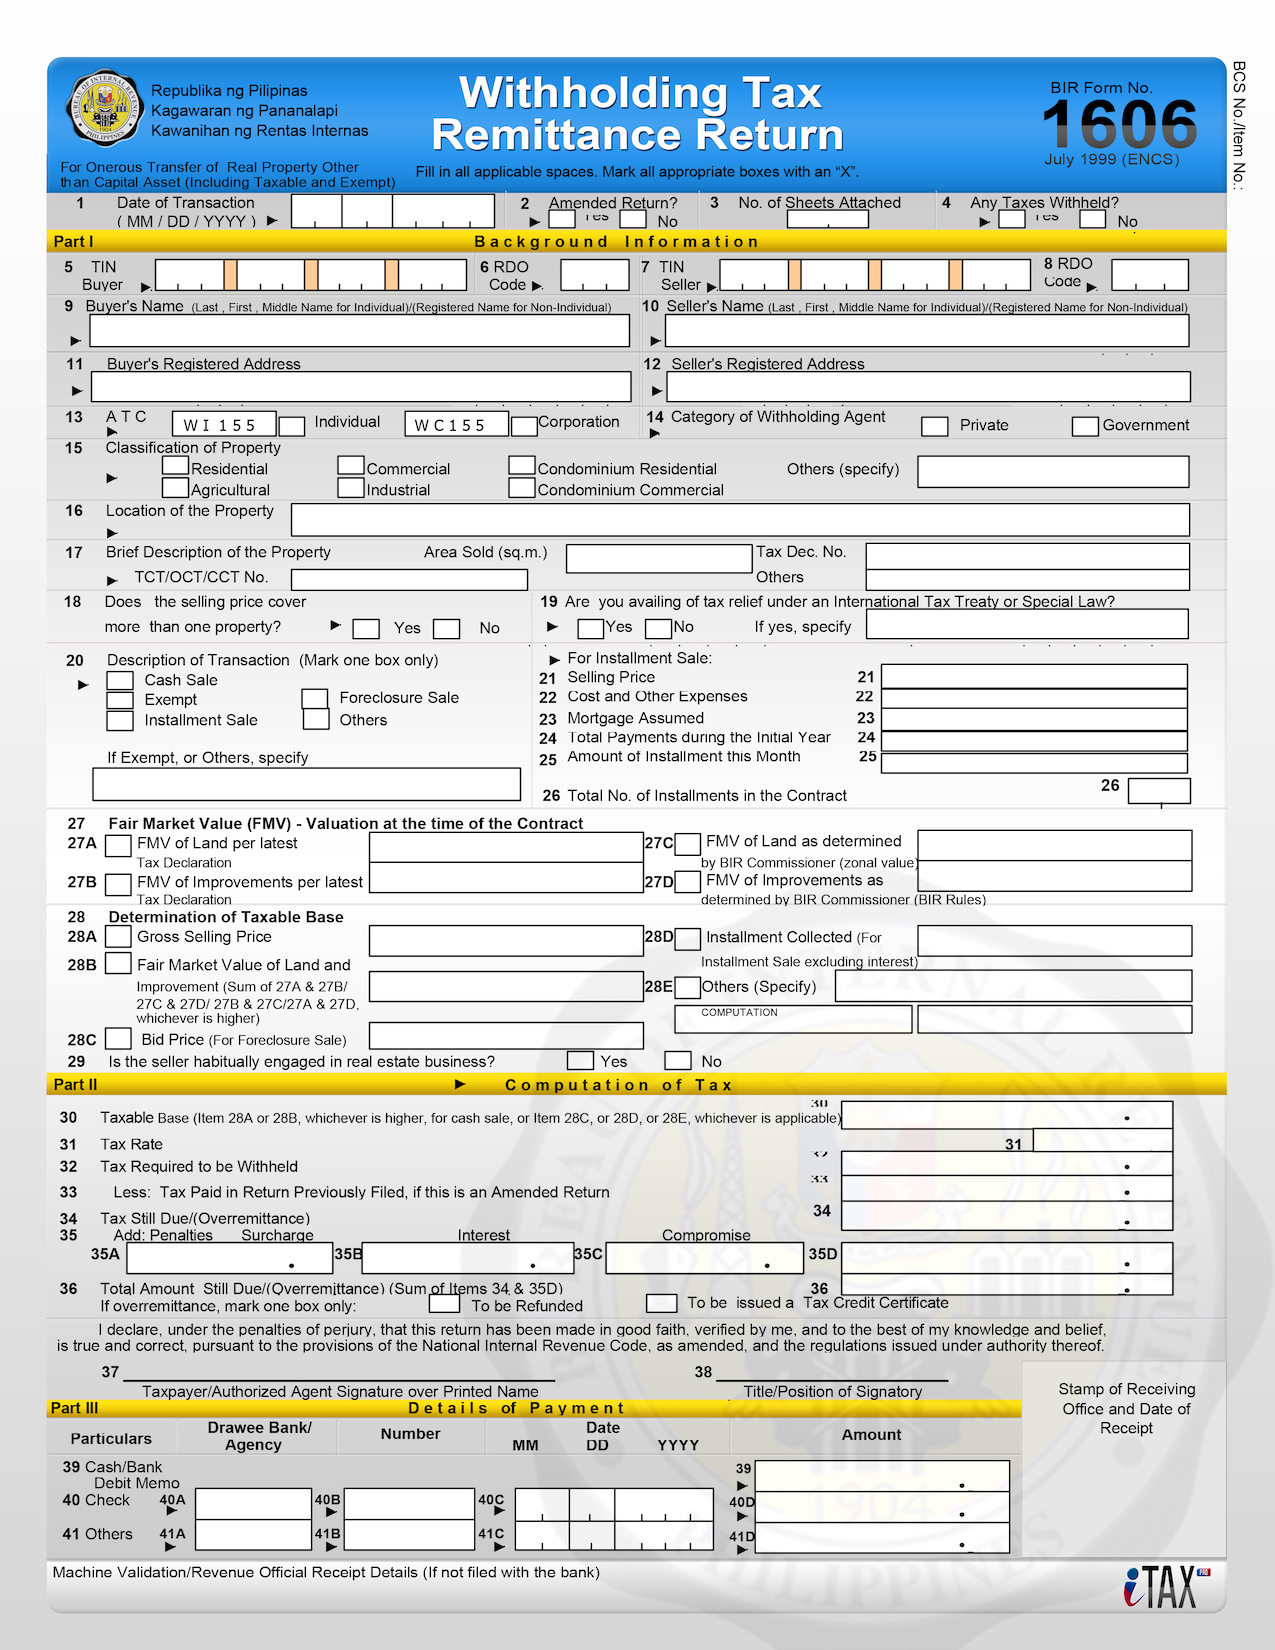 Republika ng Pilipinas
Kagawaran ng Pananalapi
Kawanihan ng Rentas Internas
For Onerous Transfer of Real Property Other
than Capital Asset (Including Taxable and Exempt)
Withholding Tax
Remittance Return
Fill in all applicable spaces. Mark all appropriate boxes with an “X”.
BIR Form No.
1606
July 1999 (ENCS)
BCS No./Item No.:
1 Date of Transaction
( MM / DD / YYYY )
2 Amended Return?
Yes No
3 No. of Sheets Attached
4 Any Taxes Withheld?
Yes No
Part I Background Information
5 TIN Buyer
6 RDO Code
7 TIN Seller
8 RDO Code
9 Buyer's Name (Last , First , Middle Name for Individual)/(Registered Name for Non-Individual)
10 Seller's Name (Last , First , Middle Name for Individual)/(Registered Name for Non-Individual)
11 Buyer's Registered Address
12 Seller's Registered Address
13 A T C WI 155 Individual WC155 Corporation
14 Category of Withholding Agent Private Government
15 Classification of Property
Residential Commercial Condominium Residential Others (specify)
Agricultural Industrial Condominium Commercial
16 Location of the Property
17 Brief Description of the Property Area Sold (sq.m.) Tax Dec. No.
TCT/OCT/CCT No. Others
18 Does the selling price cover
more than one property? Yes No
19 Are you availing of tax relief under an International Tax Treaty or Special Law?
Yes No If yes, specify
20 Description of Transaction (Mark one box only)
Cash Sale
Exempt Foreclosure Sale
Installment Sale Others
If Exempt, or Others, specify
For Installment Sale:
21 Selling Price 21
22 Cost and Other Expenses 22
23 Mortgage Assumed 23
24 Total Payments during the Initial Year 24
25 Amount of Installment this Month 25
26 Total No. of Installments in the Contract 26
27 Fair Market Value (FMV) - Valuation at the time of the Contract
27A FMV of Land per latest
Tax Declaration
27C FMV of Land as determined
by BIR Commissioner (zonal value)
27B FMV of Improvements per latest
Tax Declaration
27D FMV of Improvements as
determined by BIR Commissioner (BIR Rules)
28 Determination of Taxable Base
28A Gross Selling Price
28D Installment Collected (For
Installment Sale excluding interest)
28B Fair Market Value of Land and
Improvement (Sum of 27A & 27B/
27C & 27D/ 27B & 27C/27A & 27D,
whichever is higher)
28E Others (Specify)
COMPUTATION
28C Bid Price (For Foreclosure Sale)
29 Is the seller habitually engaged in real estate business? Yes No
Part II Computation of Tax
30 Taxable Base (Item 28A or 28B, whichever is higher, for cash sale, or Item 28C, or 28D, or 28E, whichever is applicable) 30
31 Tax Rate 31
32 Tax Required to be Withheld 32
33 Less: Tax Paid in Return Previously Filed, if this is an Amended Return 33
34 Tax Still Due/(Overremittance) 34
35 Add: Penalties Surcharge Interest Compromise
35A 35B 35C 35D
36 Total Amount Still Due/(Overremittance) (Sum of Items 34 & 35D) 36
If overremittance, mark one box only: To be Refunded To be issued a Tax Credit Certificate
I declare, under the penalties of perjury, that this return has been made in good faith, verified by me, and to the best of my knowledge and belief,
is true and correct, pursuant to the provisions of the National Internal Revenue Code, as amended, and the regulations issued under authority thereof.
37 38
Taxpayer/Authorized Agent Signature over Printed Name Title/Position of Signatory
Stamp of Receiving
Office and Date of
Receipt
Part III Details of Payment
Particulars Drawee Bank/ Agency Number Date MM DD YYYY Amount
39 Cash/Bank
Debit Memo 39
40 Check 40A 40B 40C 40D
41 Others 41A 41B 41C 41D
Machine Validation/Revenue Official Receipt Details (If not filed with the bank)
iTAX PRO
BUREAU OF INTERNAL REVENUE
1904
PHILIPPINES